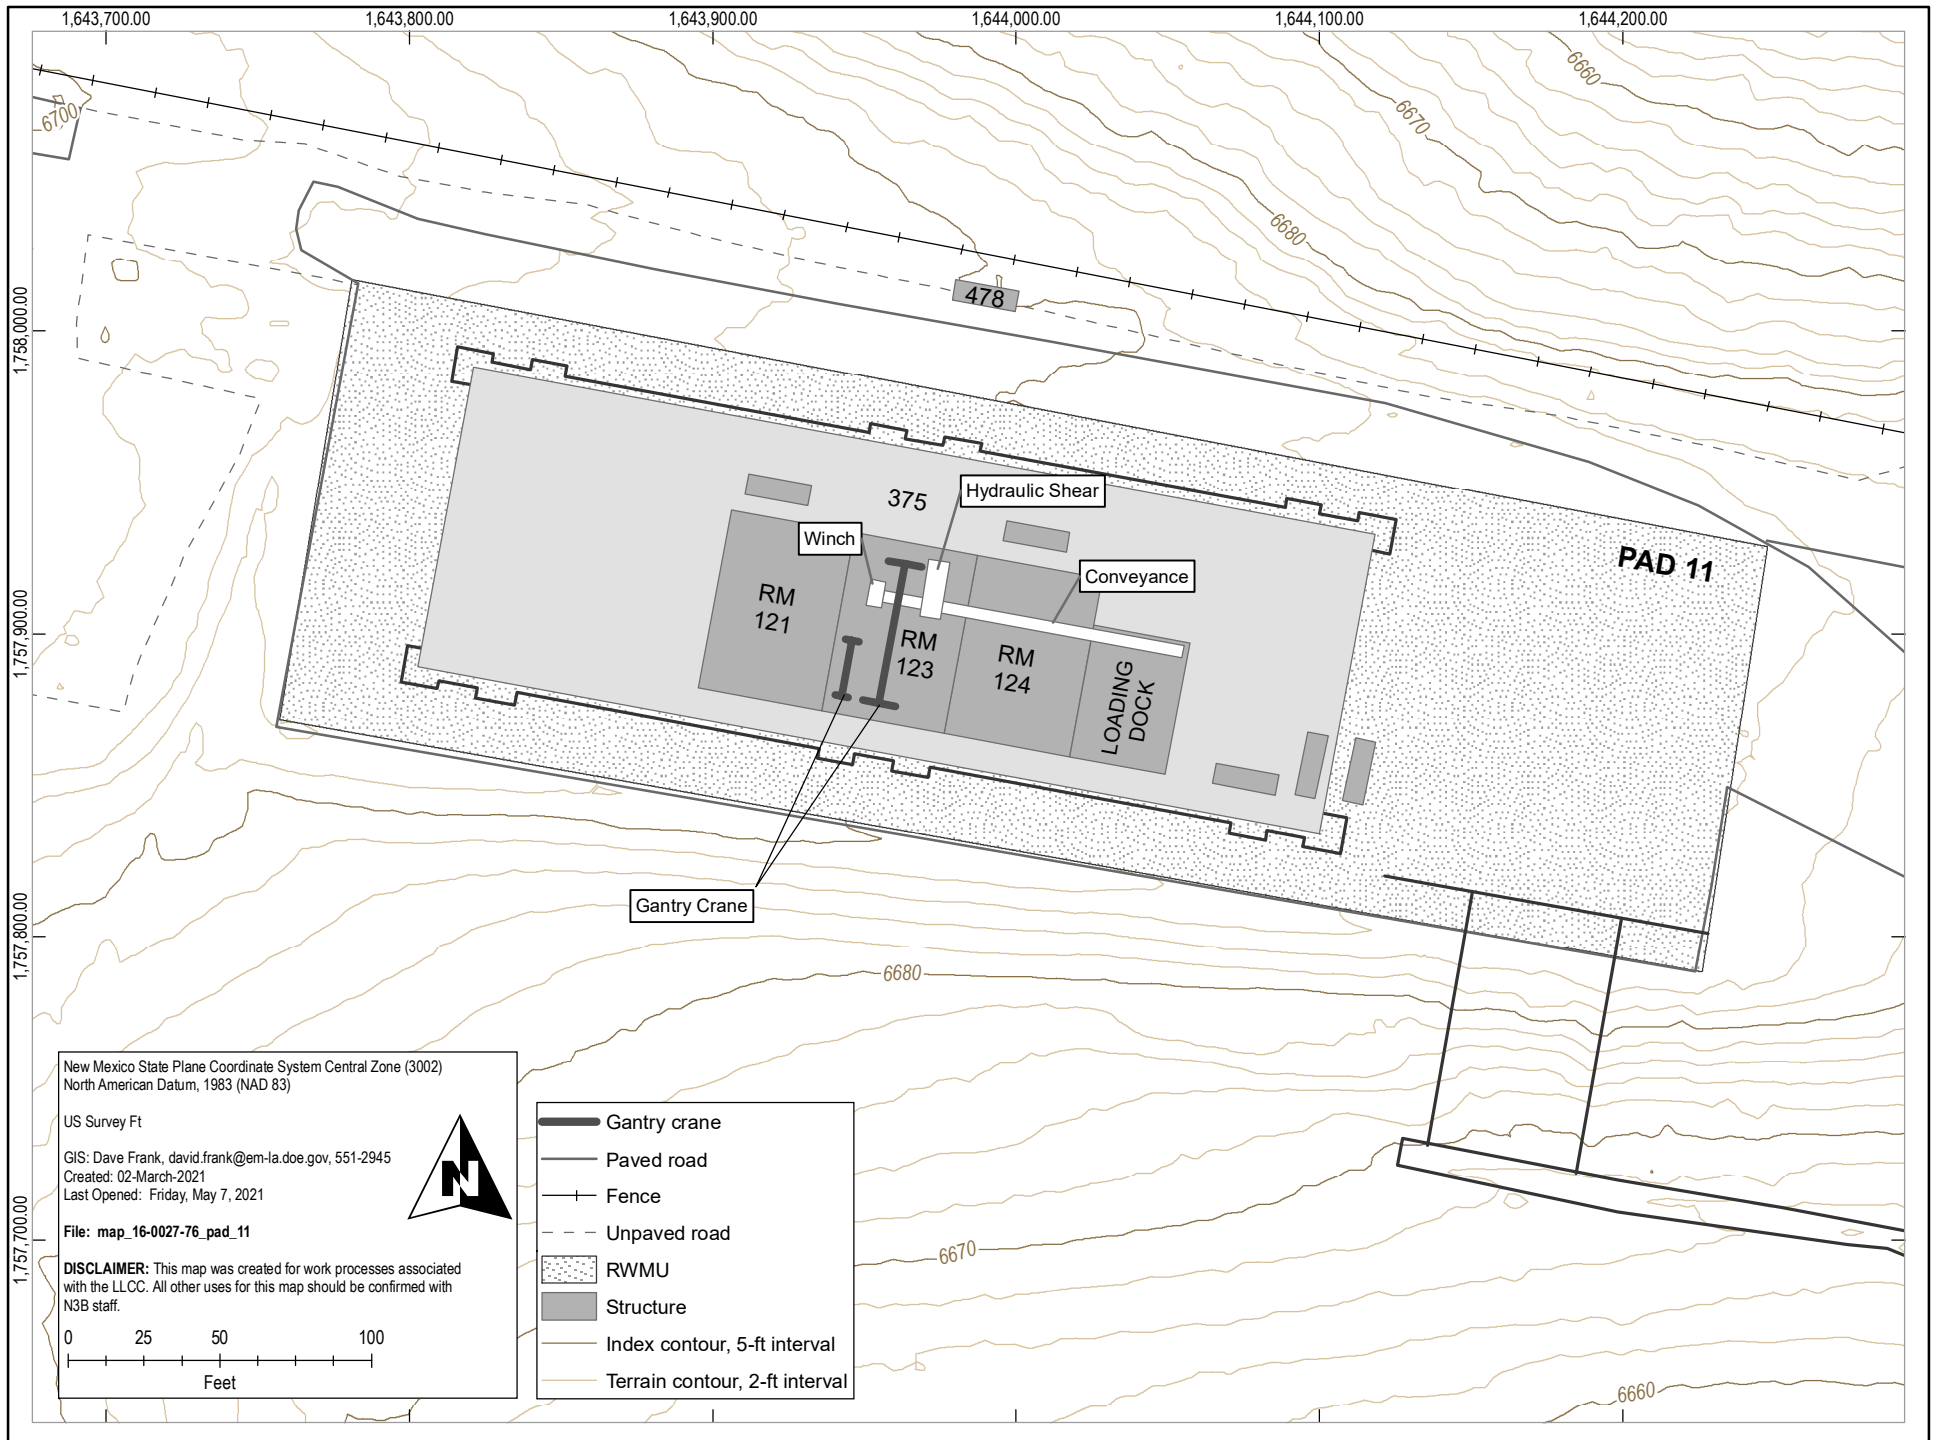 1,643,700.00
1,643,800.00
1,643,900.00
1,644,000.00
1,644,100.00
1,644,200.00
1,758,000.00
1,757,900.00
1,757,800.00
1,757,700.00
6700
6660
6670
6680
478
375
Hydraulic Shear
Winch
Conveyance
PAD 11
RM
121
RM
123
RM
124
LOADING
DOCK
Gantry Crane
6680
6670
6660
New Mexico State Plane Coordinate System Central Zone (3002)
North American Datum, 1983 (NAD 83)
US Survey Ft
GIS: Dave Frank, david.frank@em-la.doe.gov, 551-2945
Created: 02-March-2021
Last Opened: Friday, May 7, 2021
File: map_16-0027-76_pad_11
DISCLAIMER: This map was created for work processes associated
with the LLCC. All other uses for this map should be confirmed with
N3B staff.
N
0 25 50 100
Feet
Gantry crane
Paved road
Fence
Unpaved road
RWMU
Structure
Index contour, 5-ft interval
Terrain contour, 2-ft interval